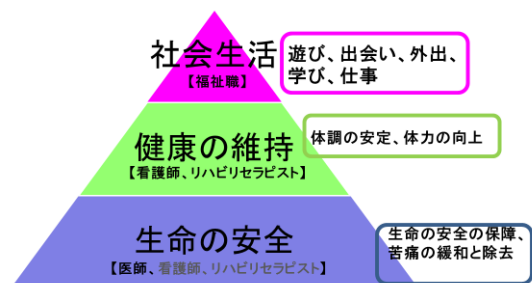 社会生活
【福祉職】
遊び、出会い、外出、
学び、仕事
健康の維持
【看護師、リハビリセラピスト】
体調の安定、体力の向上
生命の安全
【医師、看護師、リハビリセラピスト】
生命の安全の保障、
苦痛の緩和と除去